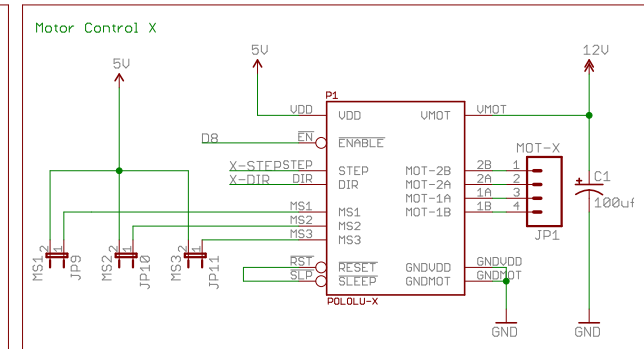 Motor Control X
5V
5V
12V
P1
VDD
VDD
VMOT
VMOT
D8
EN
ENABLE
MOT-X
X-STEP
STEP
STEP
MOT-2B
2B
1
X-DIR
DIR
DIR
MOT-2A
2A
2
MOT-1A
1A
3
MOT-1B
1B
4
JP1
C1
+
100uf
MS1
MS1
MS2
MS2
MS3
MS3
MS1
2
1
JP9
MS2
2
1
JP10
MS3
2
1
JP11
RST
RESET
GNDVDD
GNDVDD
SLP
SLEEP
GNDMOT
GNDMOT
POLOLU-X
GND
GND